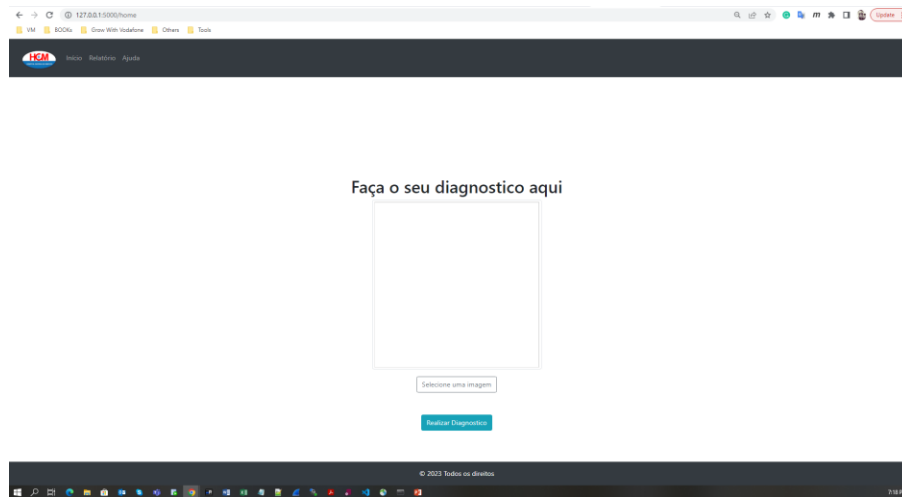 127.0.0.1:5000/home
Update
VM BOOKs Grow With Vodafone Others Tools
HCM
Início Relatório Ajuda
Faça o seu diagnostico aqui
Selecione uma imagem
Realizar Diagnostico
© 2023 Todos os direitos